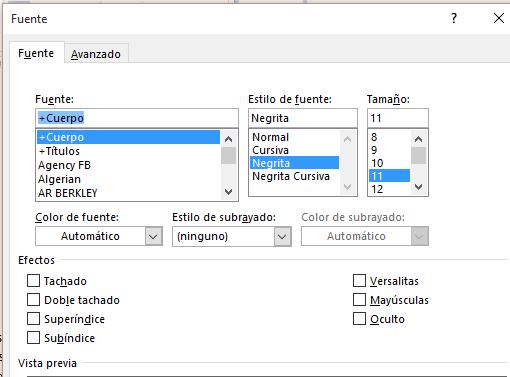 Fuente
?
Fuente
Avanzado
Fuente:
Estilo de fuente:
Tamaño:
+Cuerpo
Negrita
11
+Cuerpo
+Títulos
Agency FB
Algerian
AR BERKLEY
Normal
Cursiva
Negrita
Negrita Cursiva
8
9
10
11
12
Color de fuente:
Estilo de subrayado:
Color de subrayado:
Automático
(ninguno)
Automático
Efectos
Tachado
Doble tachado
Superíndice
Subíndice
Versalitas
Mayúsculas
Oculto
Vista previa